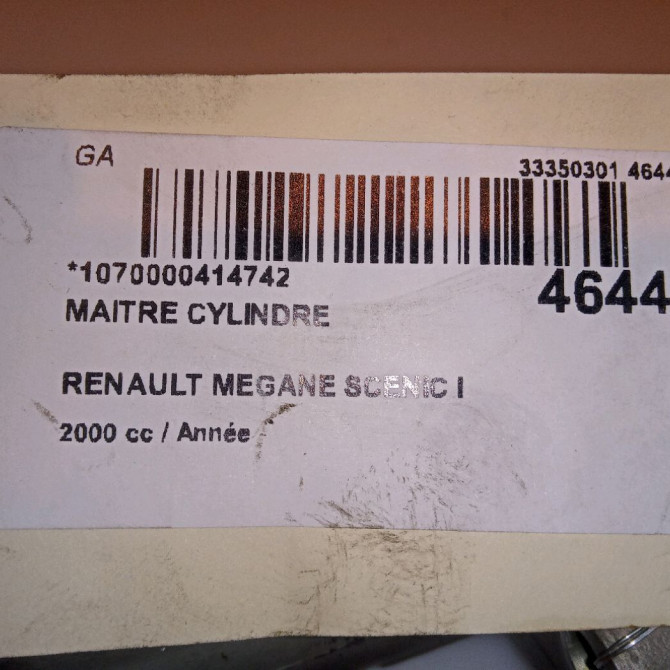 GA
33350301 4644
*1070000414742
4644
MAITRE CYLINDRE
RENAULT MEGANE SCENIC I
2000 cc / Année